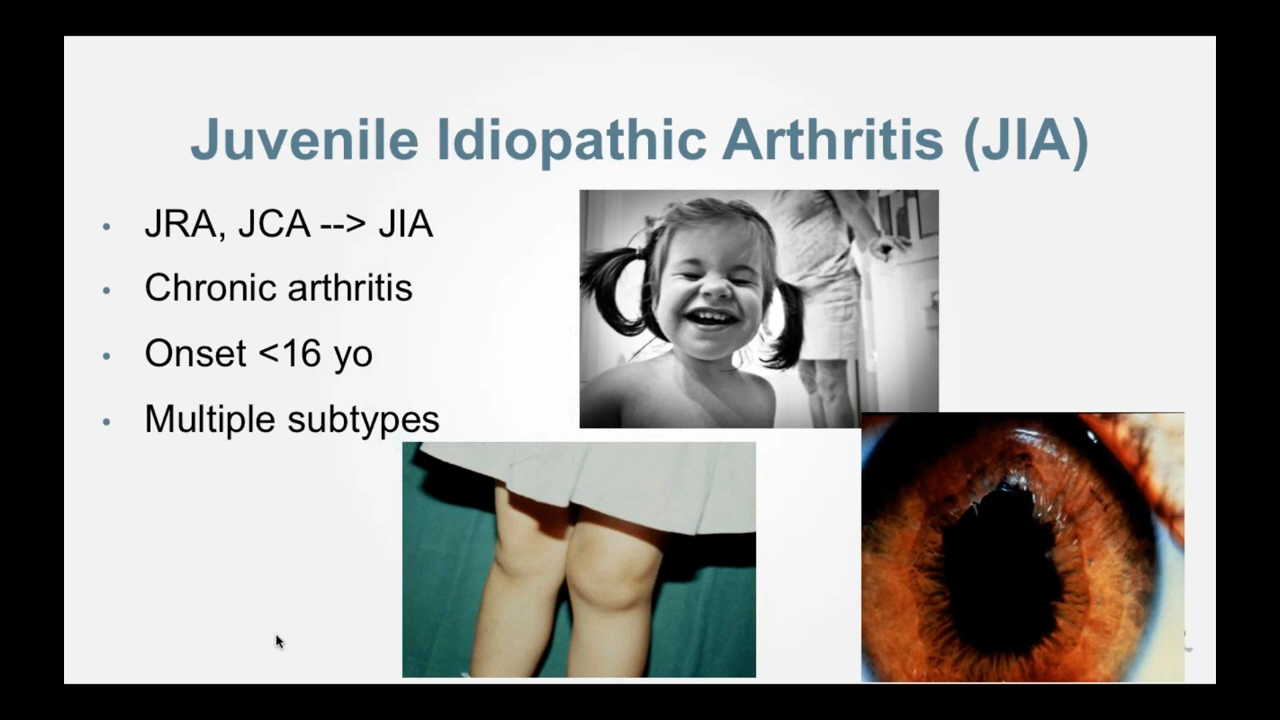 Juvenile Idiopathic Arthritis (JIA)
• JRA, JCA --> JIA
• Chronic arthritis
• Onset <16 yo
• Multiple subtypes